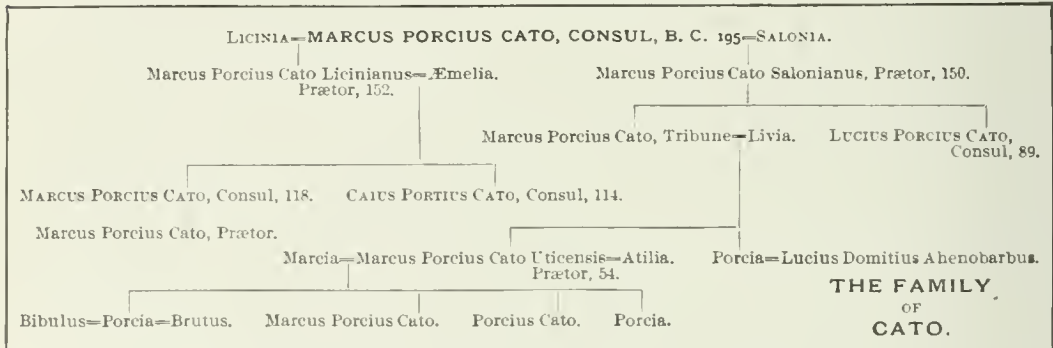 LICINIA=MARCUS PORCIUS CATO, CONSUL, B. C. 195=SALONIA.
Marcus Porcius Cato Licinianus=Æmelia.
Prætor, 152.
Marcus Porcius Cato Salonianus, Prætor, 150.
Marcus Porcius Cato, Tribune=Livia.
LUCIUS PORCIUS CATO,
Consul, 89.
MARCUS PORCIUS CATO, Consul, 118.
CAIUS PORTIUS CATO, Consul, 114.
Marcus Porcius Cato, Prætor.
Marcia=Marcus Porcius Cato Uticensis=Atilia.
Prætor, 54.
Porcia=Lucius Domitius Ahenobarbus.
Bibulus=Porcia=Brutus.
Marcus Porcius Cato.
Porcius Cato.
Porcia.
THE FAMILY
OF
CATO.